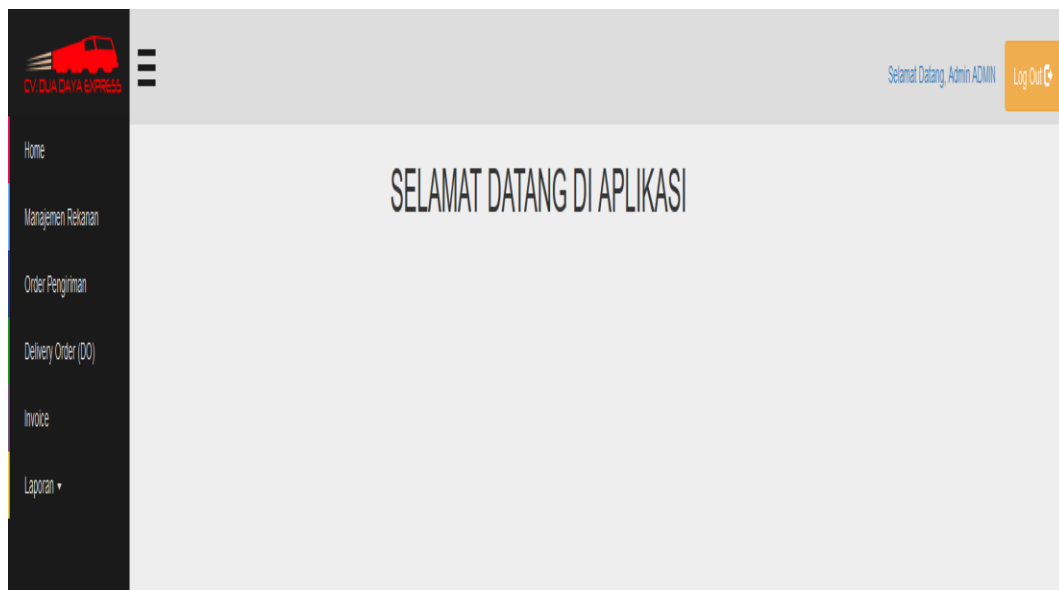 CV. DUA DAYA EXPRESS
Selamat Datang, Admin ADMIN
Log Out
Home
Manajemen Rekanan
Order Pengiriman
Delivery Order (DO)
Invoice
Laporan
SELAMAT DATANG DI APLIKASI